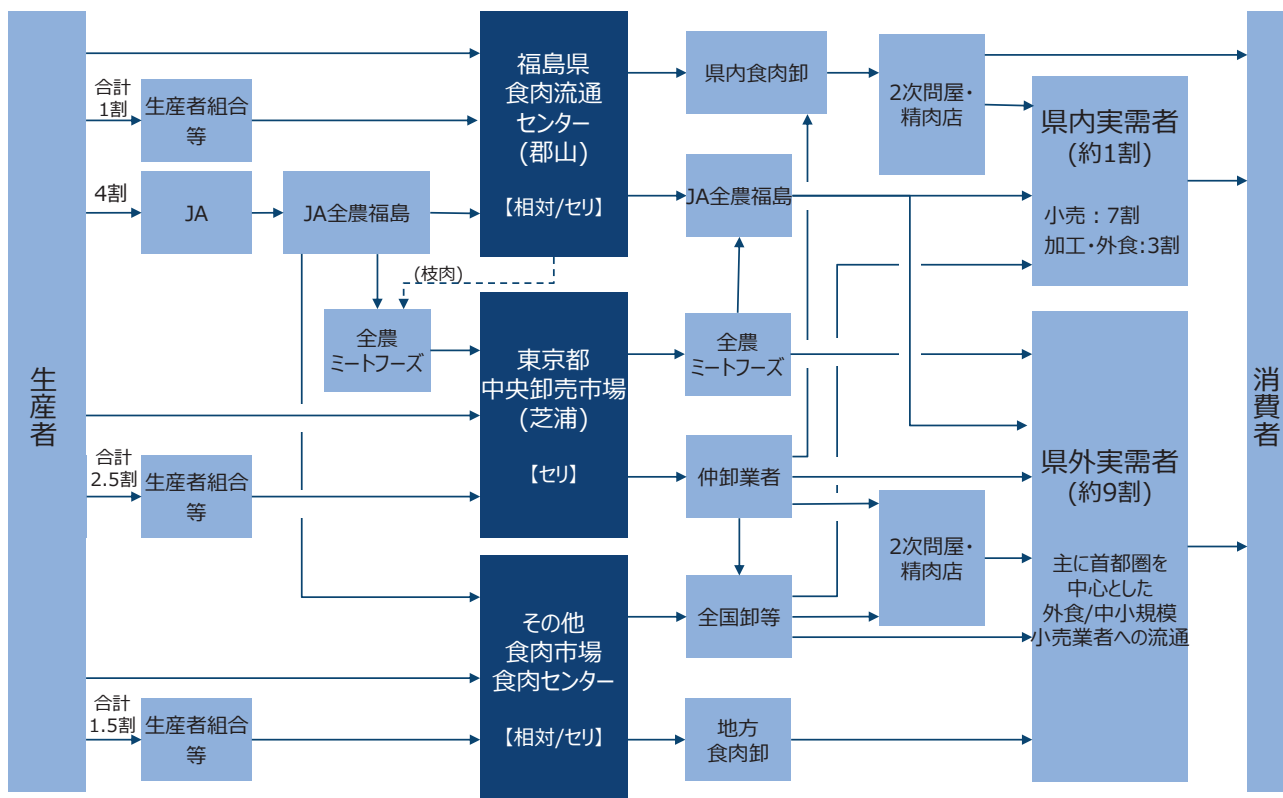 生産者
合計
1割
生産者組合
等
4割
JA
JA全農福島
(枝肉)
全農
ミートフーズ
合計
2.5割
生産者組合
等
合計
1.5割
生産者組合
等
福島県
食肉流通
センター
(郡山)
【相対/セリ】
東京都
中央卸売市場
(芝浦)
【セリ】
その他
食肉市場
食肉センター
【相対/セリ】
県内食肉卸
JA全農福島
全農
ミートフーズ
仲卸業者
全国卸等
地方
食肉卸
2次問屋・
精肉店
2次問屋・
精肉店
県内実需者
(約1割)
小売：7割
加工・外食:3割
県外実需者
(約9割)
主に首都圏を
中心とした
外食/中小規模
小売業者への流通
消費者